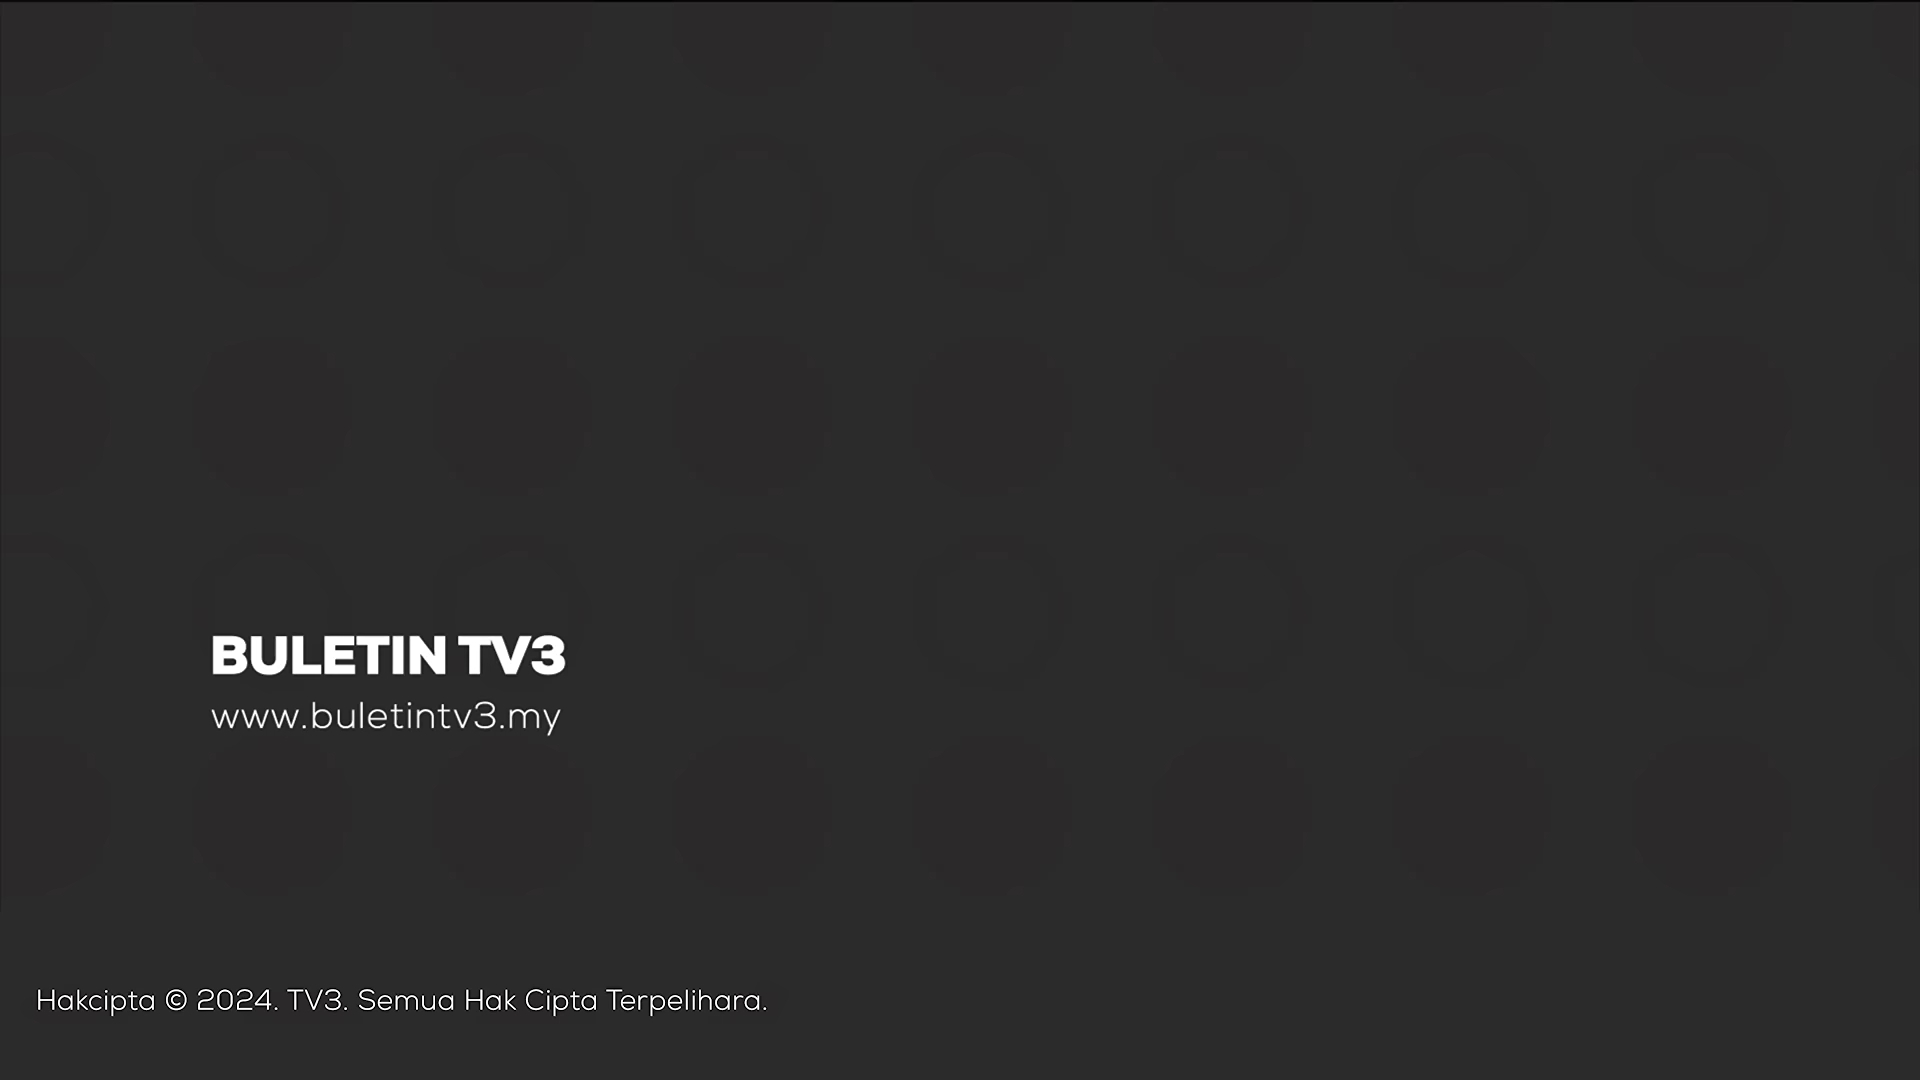 BULETIN TV3
www.buletintv3.my
Hakcipta © 2024. TV3. Semua Hak Cipta Terpelihara.